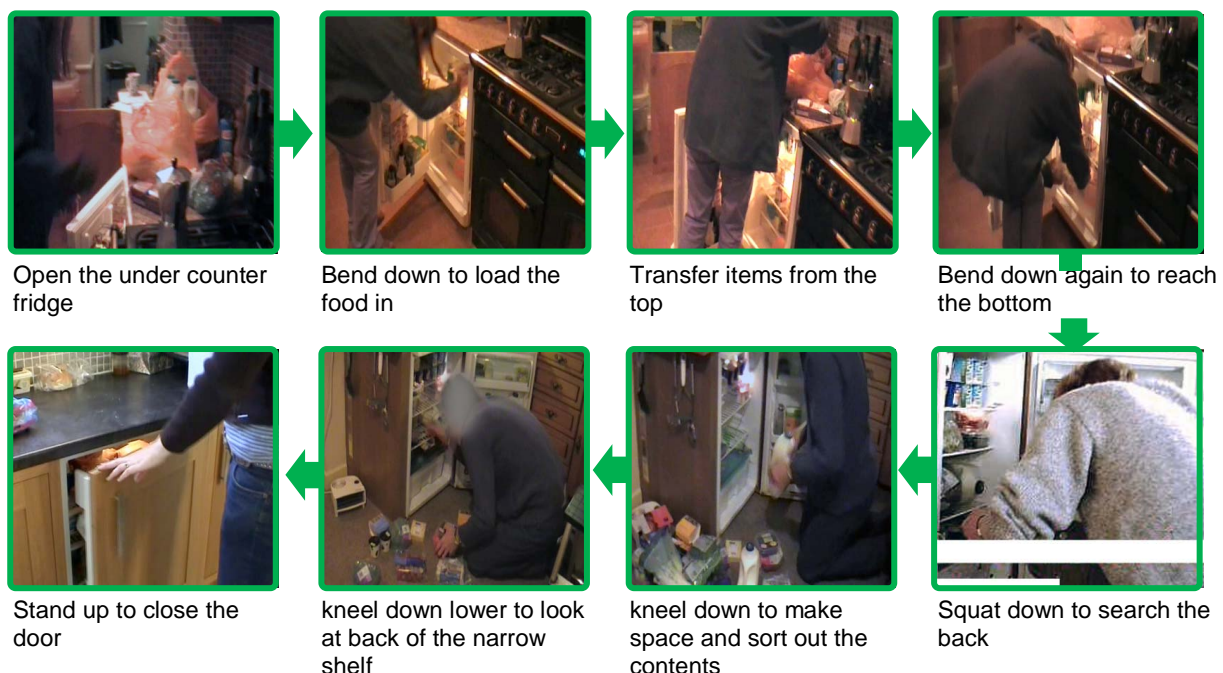 Open the under counter
fridge
Bend down to load the
food in
Transfer items from the
top
Bend down again to reach
the bottom
Stand up to close the
door
kneel down lower to look
at back of the narrow
shelf
kneel down to make
space and sort out the
contents
Squat down to search the
back